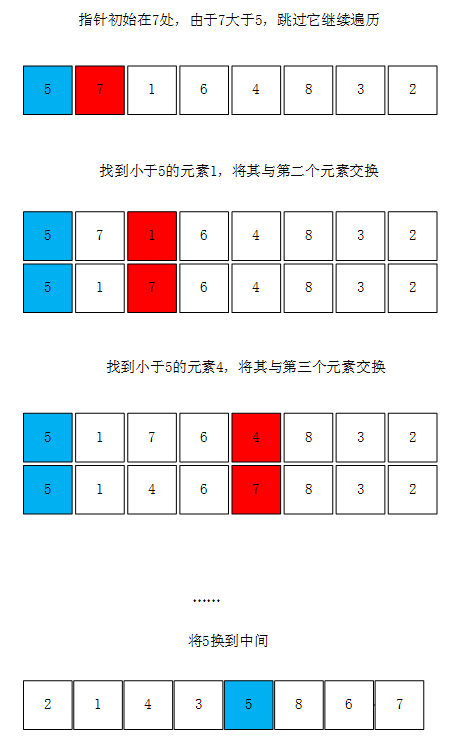 指针初始在7处，由于7大于5，跳过它继续遍历
5 7 1 6 4 8 3 2
找到小于5的元素1，将其与第二个元素交换
5 7 1 6 4 8 3 2
5 1 7 6 4 8 3 2
找到小于5的元素4，将其与第三个元素交换
5 1 7 6 4 8 3 2
5 1 4 6 7 8 3 2
……
将5换到中间
2 1 4 3 5 8 6 7